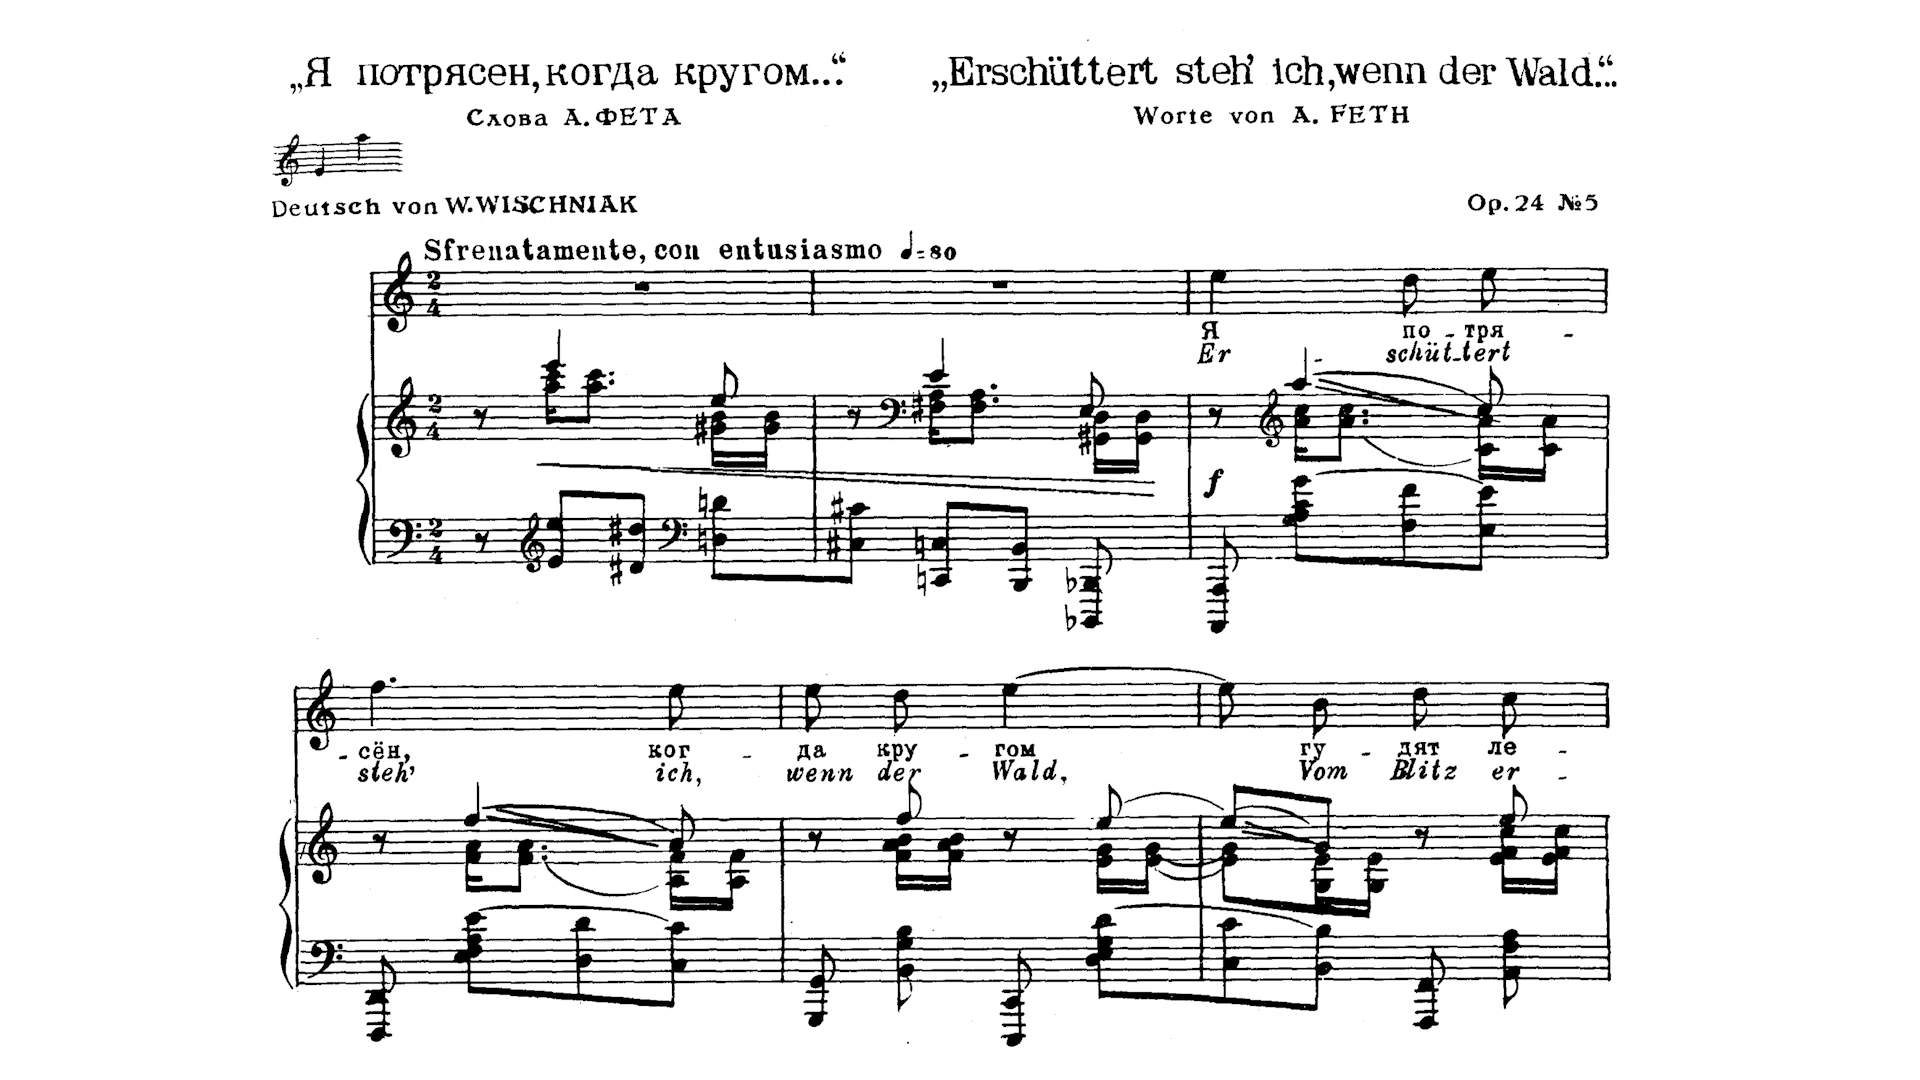 „Я потрясен, когда кругом...“
„Erschüttert steh' ich, wenn der Wald...“
Слова А. ФЕТА
Worte von A. FETH
Deutsch von W. WISCHNIAK
Op. 24 №5
Sfrenatamente, con entusiasmo ♩=80
2/4
Я по - тря -
Er - schüt - tert
f
- сён, ког - да кру - гом гу - дят ле -
steh' ich, wenn der Wald, Vom Blitz er -